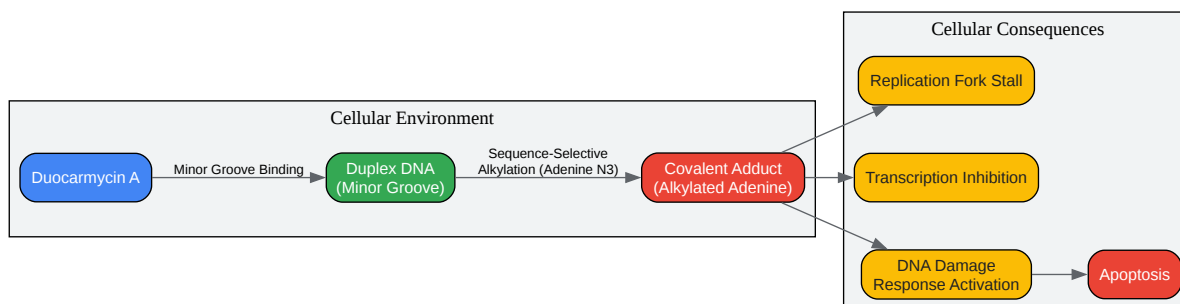 Cellular Consequences
Replication Fork Stall
Cellular Environment
Duocarmycin A
Minor Groove Binding
Duplex DNA
(Minor Groove)
Sequence-Selective
Alkylation (Adenine N3)
Covalent Adduct
(Alkylated Adenine)
Transcription Inhibition
DNA Damage
Response Activation
Apoptosis